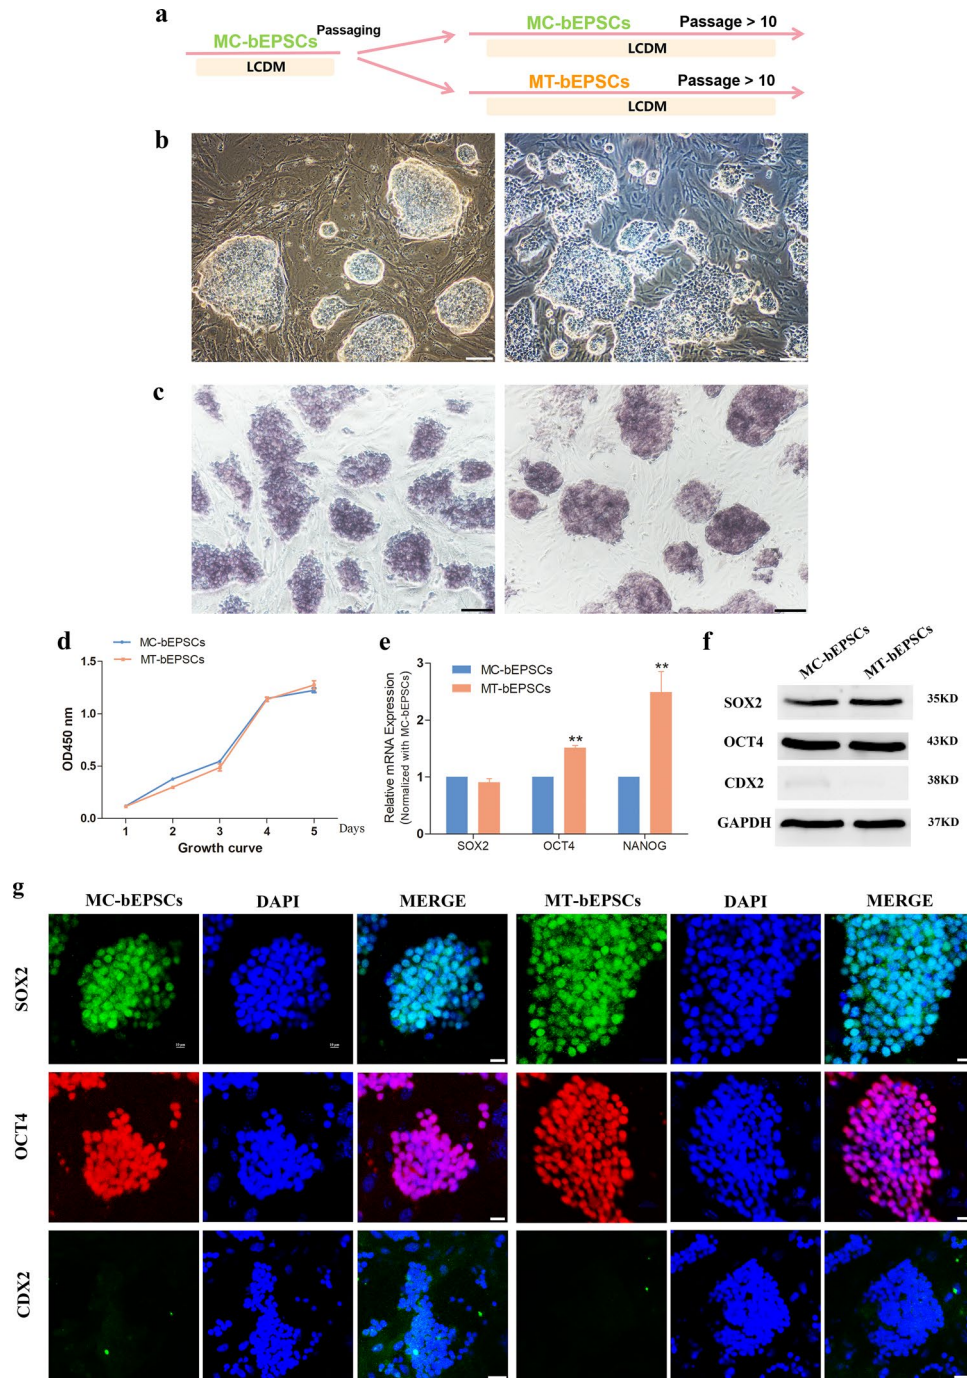 a
Passaging
MC-bEPSCs
LCDM
MC-bEPSCs Passage > 10
LCDM
MT-bEPSCs Passage > 10
LCDM
b
c
d
MC-bEPSCs
MT-bEPSCs
OD450 nm
1.5
1.0
0.5
0.0
1 2 3 4 5 Days
Growth curve
e
MC-bEPSCs
MT-bEPSCs
Relative mRNA Expression
(Normalized with MC-bEPSCs)
3
2
1
0
**
**
SOX2 OCT4 NANOG
f
MC-bEPSCs MT-bEPSCs
SOX2 35KD
OCT4 43KD
CDX2 38KD
GAPDH 37KD
g
MC-bEPSCs DAPI MERGE MT-bEPSCs DAPI MERGE
SOX2
OCT4
CDX2